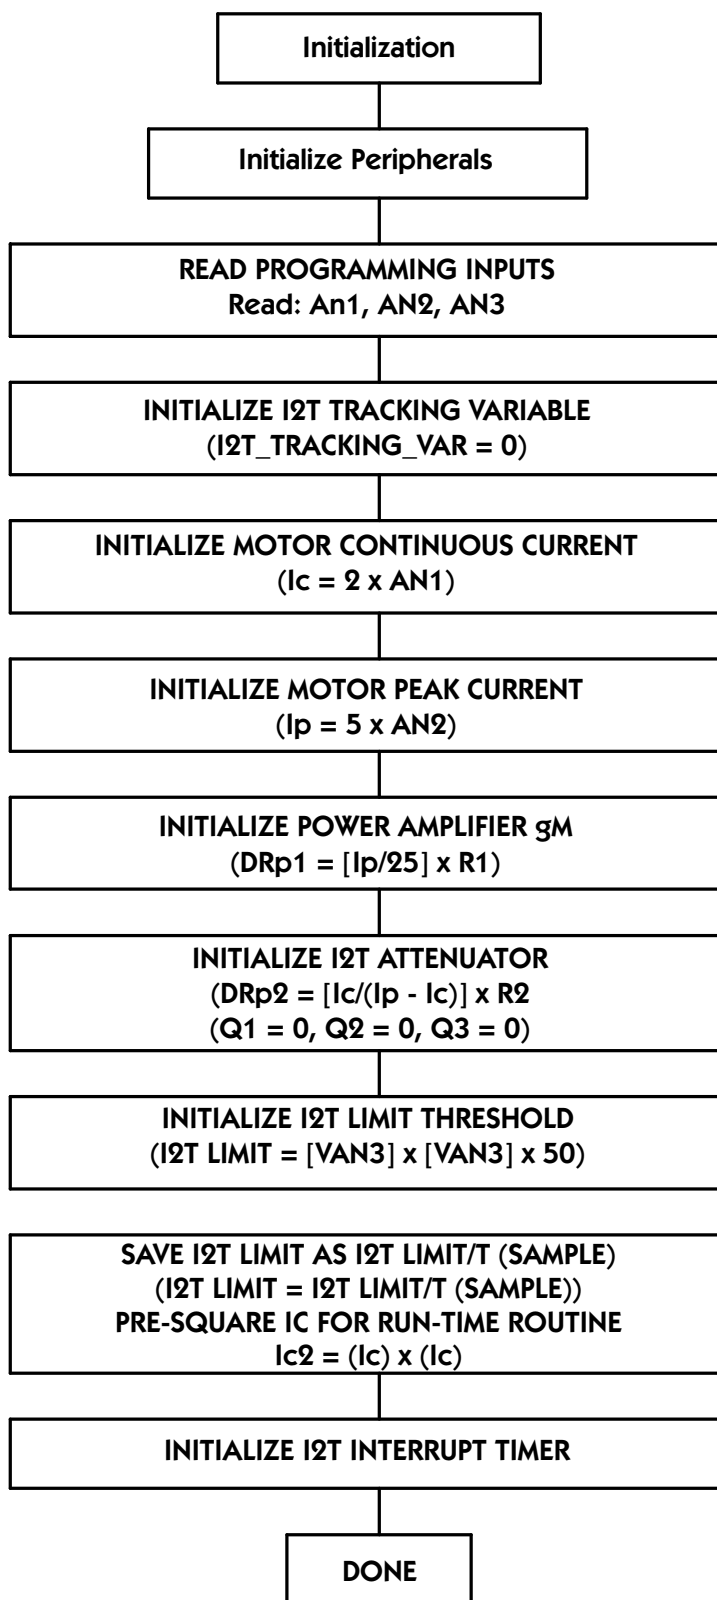 Initialization
Initialize Peripherals
READ PROGRAMMING INPUTS
Read: An1, AN2, AN3
INITIALIZE I2T TRACKING VARIABLE
(I2T_TRACKING_VAR = 0)
INITIALIZE MOTOR CONTINUOUS CURRENT
(Ic = 2 x AN1)
INITIALIZE MOTOR PEAK CURRENT
(Ip = 5 x AN2)
INITIALIZE POWER AMPLIFIER gM
(DRp1 = [Ip/25] x R1)
INITIALIZE I2T ATTENUATOR
(DRp2 = [Ic/(Ip - Ic)] x R2
(Q1 = 0, Q2 = 0, Q3 = 0)
INITIALIZE I2T LIMIT THRESHOLD
(I2T LIMIT = [VAN3] x [VAN3] x 50)
SAVE I2T LIMIT AS I2T LIMIT/T (SAMPLE)
(I2T LIMIT = I2T LIMIT/T (SAMPLE))
PRE-SQUARE IC FOR RUN-TIME ROUTINE
Ic2 = (Ic) x (Ic)
INITIALIZE I2T INTERRUPT TIMER
DONE